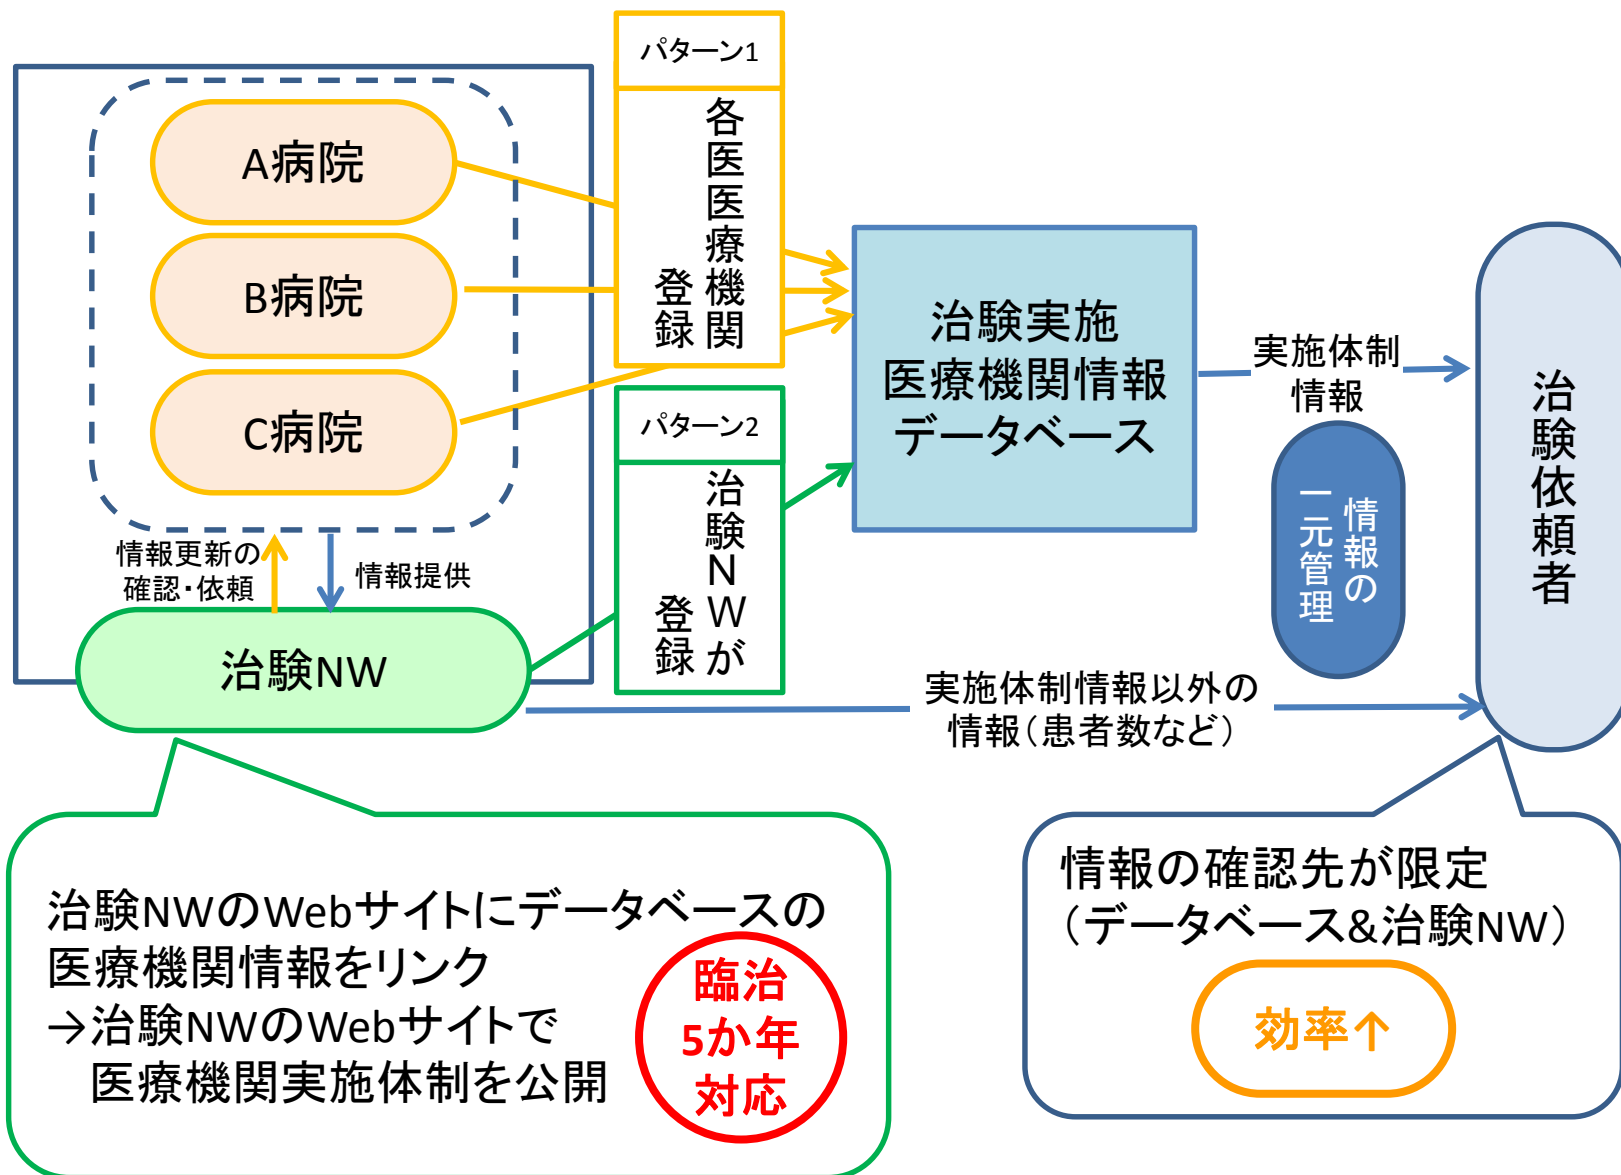 パターン1
各医医療機関
登録
A病院
B病院
C病院
情報更新の
確認・依頼
情報提供
治験NW
パターン2
治験NWが
登録
治験実施
医療機関情報
データベース
実施体制
情報
情報の
一元管理
治験依頼者
実施体制情報以外の
情報（患者数など）
治験NWのWebサイトにデータベースの
医療機関情報をリンク
→治験NWのWebサイトで
医療機関実施体制を公開
臨治
5か年
対応
情報の確認先が限定
（データベース&治験NW）
効率↑